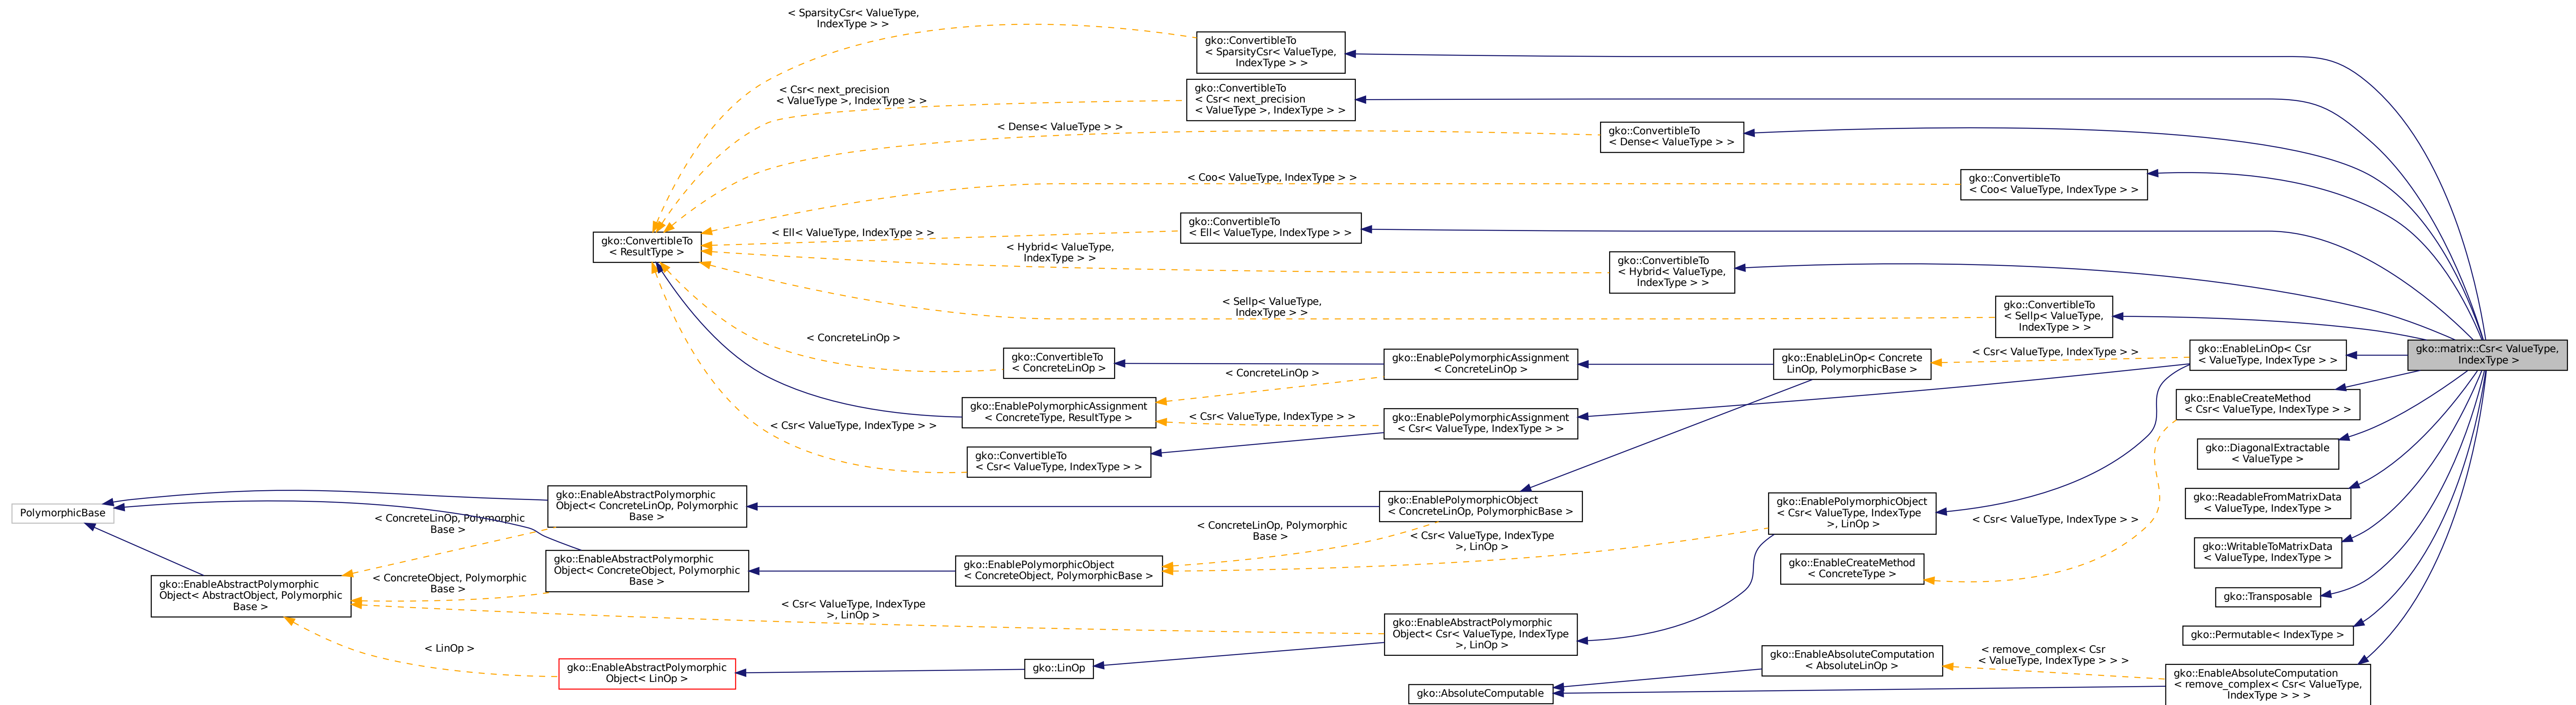 < SparsityCsr< ValueType,
IndexType > >
gko::ConvertibleTo
< SparsityCsr< ValueType,
IndexType > >
< Csr< next_precision
< ValueType >, IndexType > >
gko::ConvertibleTo
< Csr< next_precision
< ValueType >, IndexType > >
< Dense< ValueType > >
gko::ConvertibleTo
< Dense< ValueType > >
< Coo< ValueType, IndexType > >
gko::ConvertibleTo
< Coo< ValueType, IndexType > >
gko::ConvertibleTo
< ResultType >
< Ell< ValueType, IndexType > >
gko::ConvertibleTo
< Ell< ValueType, IndexType > >
< Hybrid< ValueType,
IndexType > >
gko::ConvertibleTo
< Hybrid< ValueType,
IndexType > >
< Sellp< ValueType,
IndexType > >
gko::ConvertibleTo
< Sellp< ValueType,
IndexType > >
< ConcreteLinOp >
gko::ConvertibleTo
< ConcreteLinOp >
gko::EnablePolymorphicAssignment
< ConcreteLinOp >
gko::EnableLinOp< Concrete
LinOp, PolymorphicBase >
< Csr< ValueType, IndexType > >
gko::EnableLinOp< Csr
< ValueType, IndexType > >
gko::matrix::Csr< ValueType,
IndexType >
< ConcreteLinOp >
gko::EnablePolymorphicAssignment
< ConcreteType, ResultType >
< Csr< ValueType, IndexType > >
gko::EnablePolymorphicAssignment
< Csr< ValueType, IndexType > >
gko::EnableCreateMethod
< Csr< ValueType, IndexType > >
< Csr< ValueType, IndexType > >
gko::ConvertibleTo
< Csr< ValueType, IndexType > >
gko::DiagonalExtractable
< ValueType >
PolymorphicBase
gko::EnableAbstractPolymorphic
Object< ConcreteLinOp, Polymorphic
Base >
gko::EnablePolymorphicObject
< ConcreteLinOp, PolymorphicBase >
gko::EnablePolymorphicObject
< Csr< ValueType, IndexType
>, LinOp >
< Csr< ValueType, IndexType > >
gko::ReadableFromMatrixData
< ValueType, IndexType >
< ConcreteLinOp, Polymorphic
Base >
< ConcreteLinOp, Polymorphic
Base >
< Csr< ValueType, IndexType
>, LinOp >
gko::WritableToMatrixData
< ValueType, IndexType >
gko::EnableAbstractPolymorphic
Object< AbstractObject, Polymorphic
Base >
< ConcreteObject, Polymorphic
Base >
gko::EnableAbstractPolymorphic
Object< ConcreteObject, Polymorphic
Base >
gko::EnablePolymorphicObject
< ConcreteObject, PolymorphicBase >
gko::EnableCreateMethod
< ConcreteType >
gko::Transposable
< Csr< ValueType, IndexType
>, LinOp >
gko::EnableAbstractPolymorphic
Object< Csr< ValueType, IndexType
>, LinOp >
gko::Permutable< IndexType >
< LinOp >
gko::EnableAbstractPolymorphic
Object< LinOp >
gko::LinOp
gko::EnableAbsoluteComputation
< AbsoluteLinOp >
< remove_complex< Csr
< ValueType, IndexType > > >
gko::AbsoluteComputable
gko::EnableAbsoluteComputation
< remove_complex< Csr< ValueType,
IndexType > > >